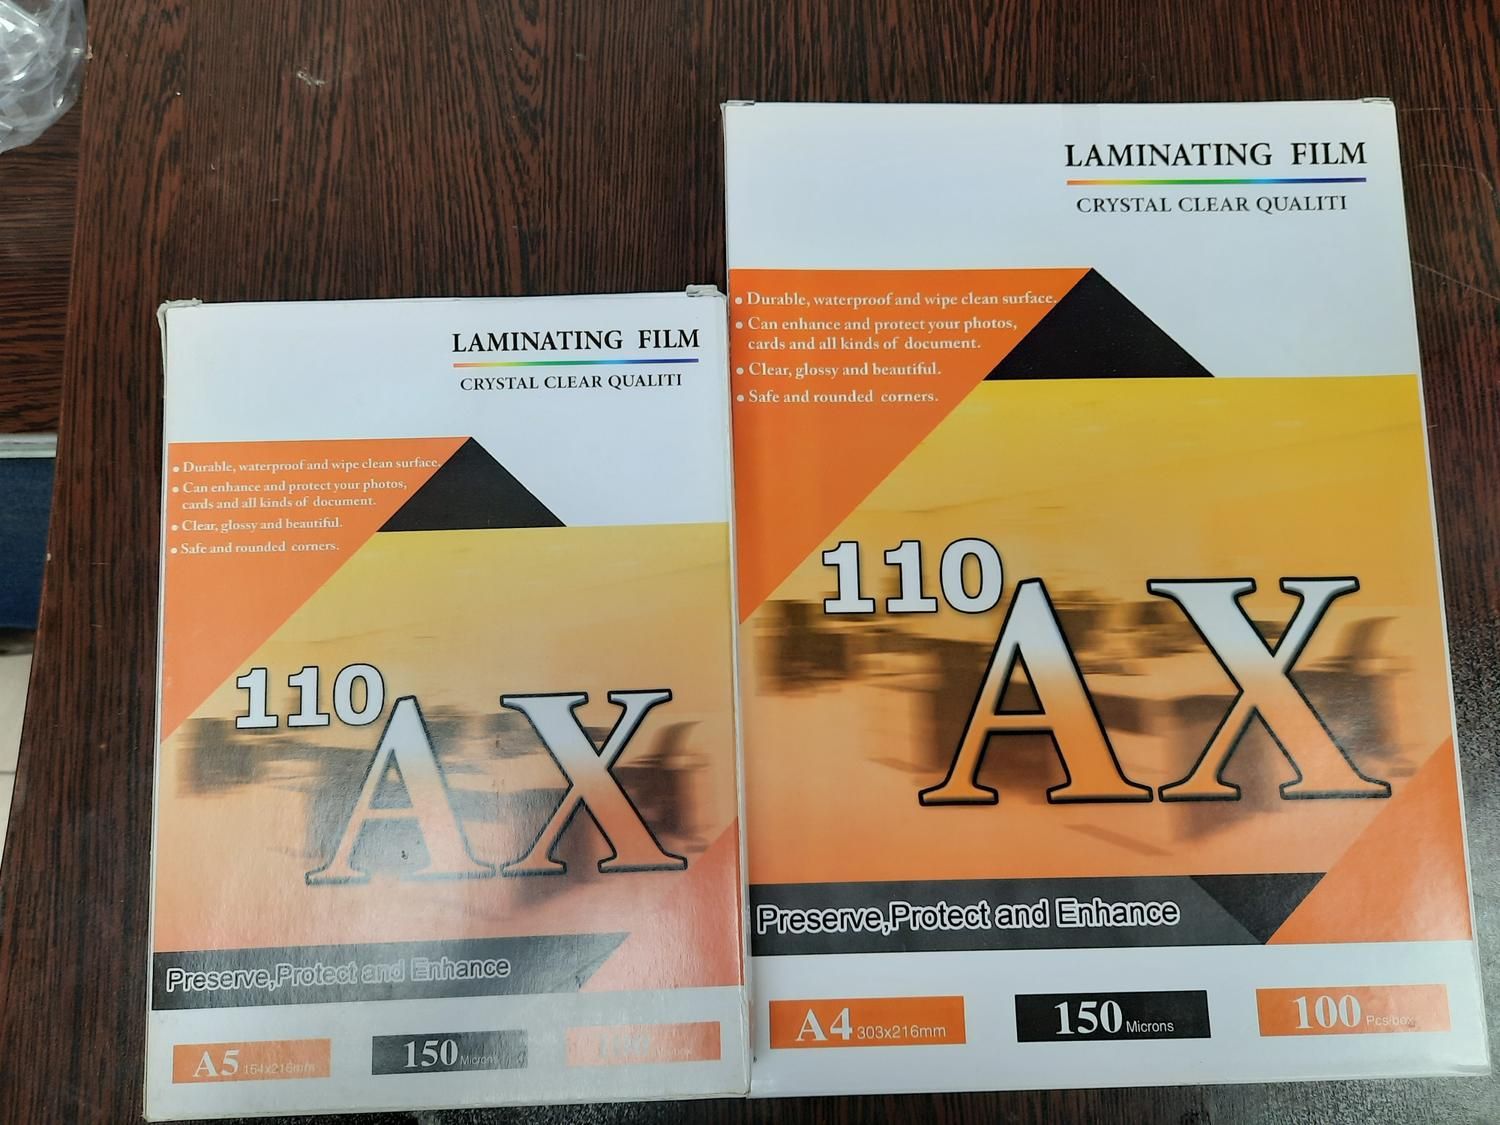 LAMINATING FILM
CRYSTAL CLEAR QUALITI
• Durable, waterproof and wipe clean surface.
• Can enhance and protect your photos,
cards and all kinds of document.
• Clear, glossy and beautiful.
• Safe and rounded corners.
110
AX
Preserve,Protect and Enhance
A5 154x216mm
150 Microns
LAMINATING FILM
CRYSTAL CLEAR QUALITI
• Durable, waterproof and wipe clean surface.
• Can enhance and protect your photos,
cards and all kinds of document.
• Clear, glossy and beautiful.
• Safe and rounded corners.
110
AX
Preserve,Protect and Enhance
A4 303x216mm
150 Microns
100 Pcs/box